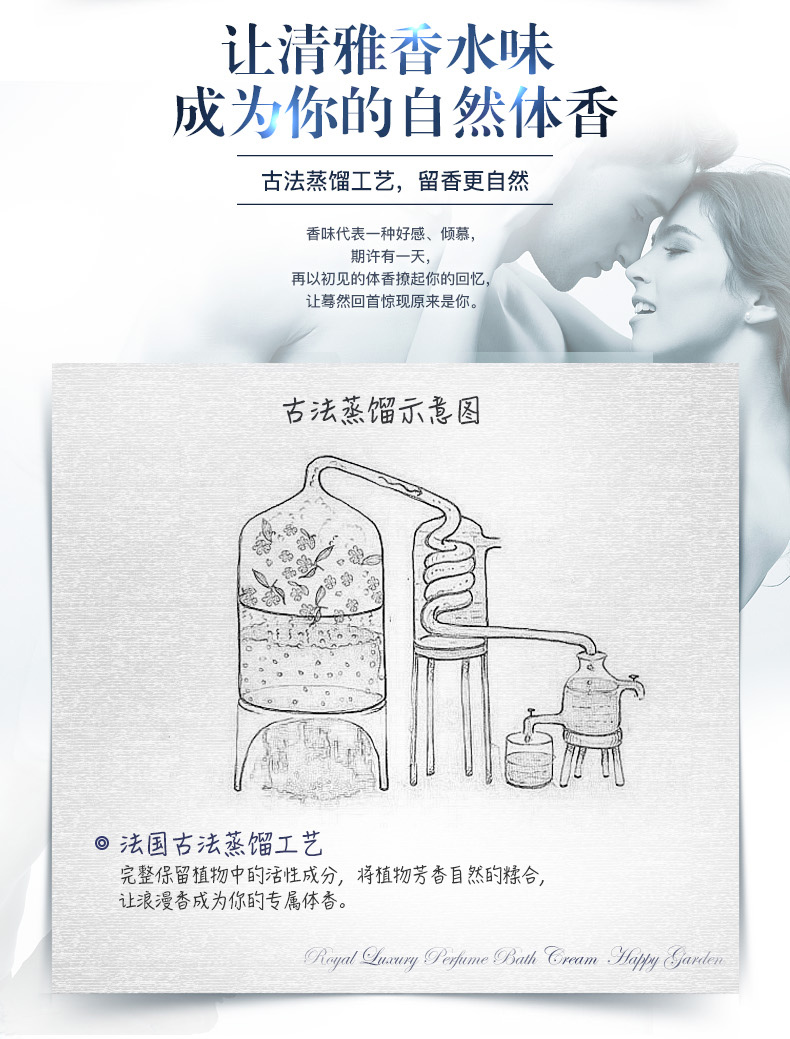 让清雅香水味
成为你的自然体香
古法蒸馏工艺，留香更自然
香味代表一种好感、倾慕，
期许有一天，
再以初见的体香撩起你的回忆，
让蓦然回首惊现原来是你。
古法蒸馏示意图
法国古法蒸馏工艺
完整保留植物中的活性成分，将植物芳香自然的糅合，
让浪漫香成为你的专属体香。
Royal Luxury Perfume Bath Cream Happy Garden